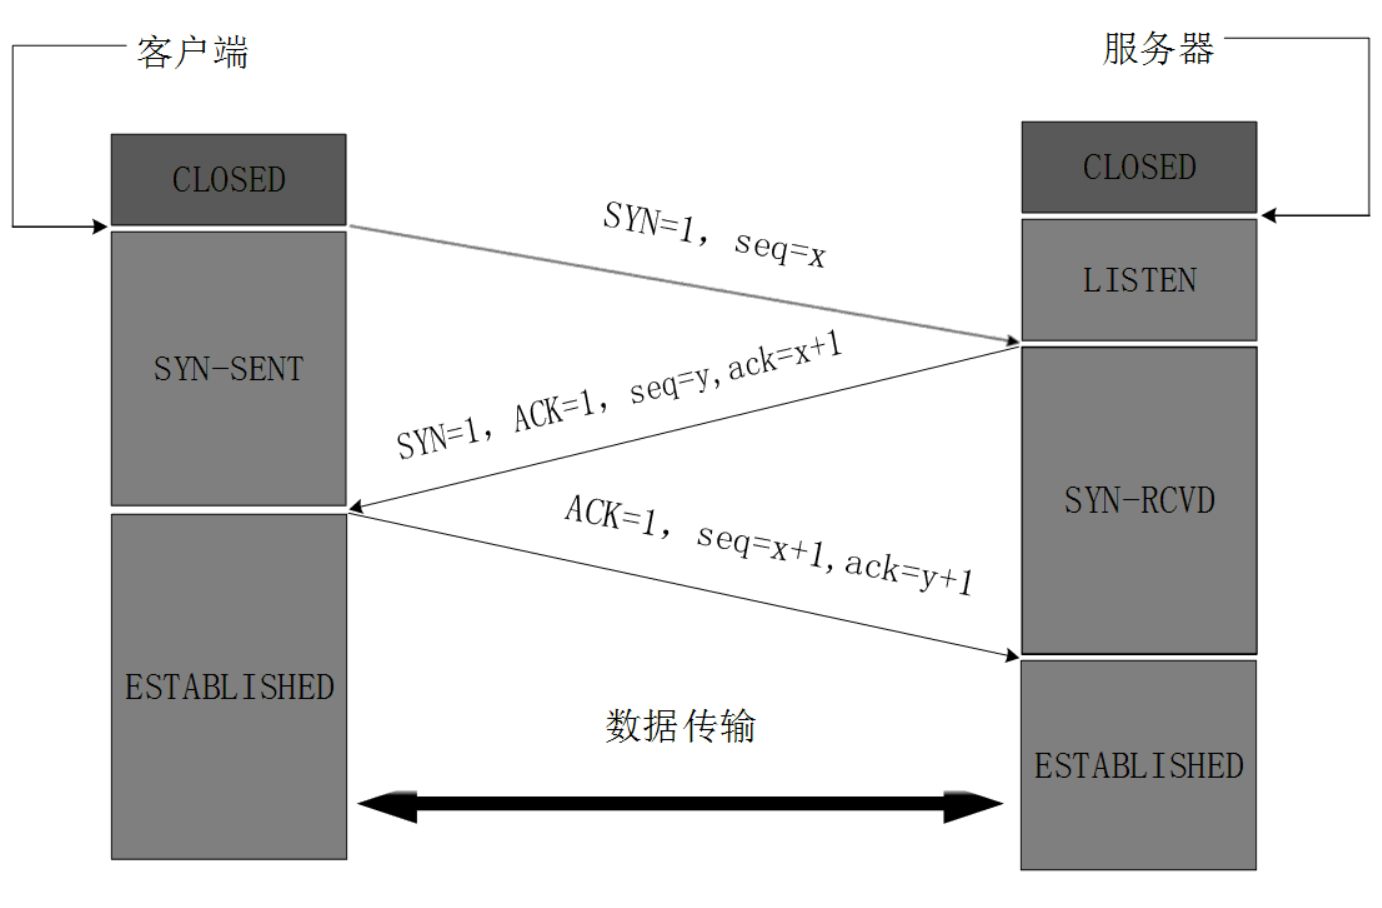 客户端
服务器
CLOSED
CLOSED
SYN=1, seq=x
LISTEN
SYN-SENT
SYN=1, ACK=1, seq=y,ack=x+1
SYN-RCVD
ACK=1, seq=x+1,ack=y+1
ESTABLISHED
数据传输
ESTABLISHED